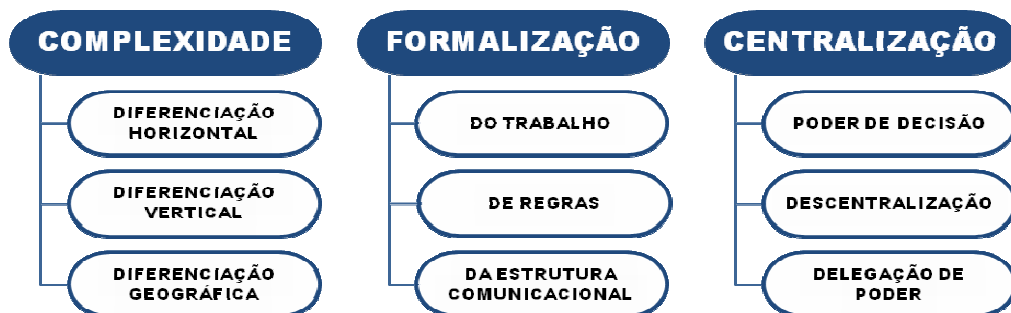 COMPLEXIDADE
DIFERENCIAÇÃO
HORIZONTAL
DIFERENCIAÇÃO
VERTICAL
DIFERENCIAÇÃO
GEOGRÁFICA
FORMALIZAÇÃO
DO TRABALHO
DE REGRAS
DA ESTRUTURA
COMUNICACIONAL
CENTRALIZAÇÃO
PODER DE DECISÃO
DESCENTRALIZAÇÃO
DELEGAÇÃO DE
PODER